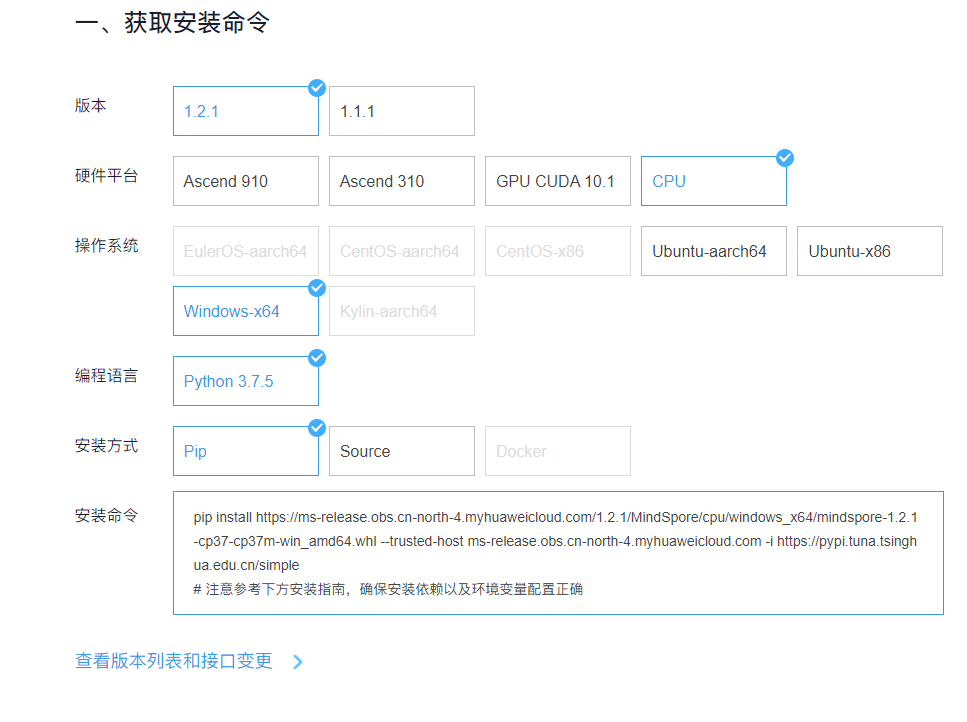 一、获取安装命令
版本
1.2.1
1.1.1
硬件平台
Ascend 910
Ascend 310
GPU CUDA 10.1
CPU
操作系统
EulerOS-aarch64
CentOS-aarch64
CentOS-x86
Ubuntu-aarch64
Ubuntu-x86
Windows-x64
Kylin-aarch64
编程语言
Python 3.7.5
安装方式
Pip
Source
Docker
安装命令
pip install https://ms-release.obs.cn-north-4.myhuaweicloud.com/1.2.1/MindSpore/cpu/windows_x64/mindspore-1.2.1
-cp37-cp37m-win_amd64.whl --trusted-host ms-release.obs.cn-north-4.myhuaweicloud.com -i https://pypi.tuna.tsingh
ua.edu.cn/simple
# 注意参考下方安装指南，确保安装依赖以及环境变量配置正确
查看版本列表和接口变更